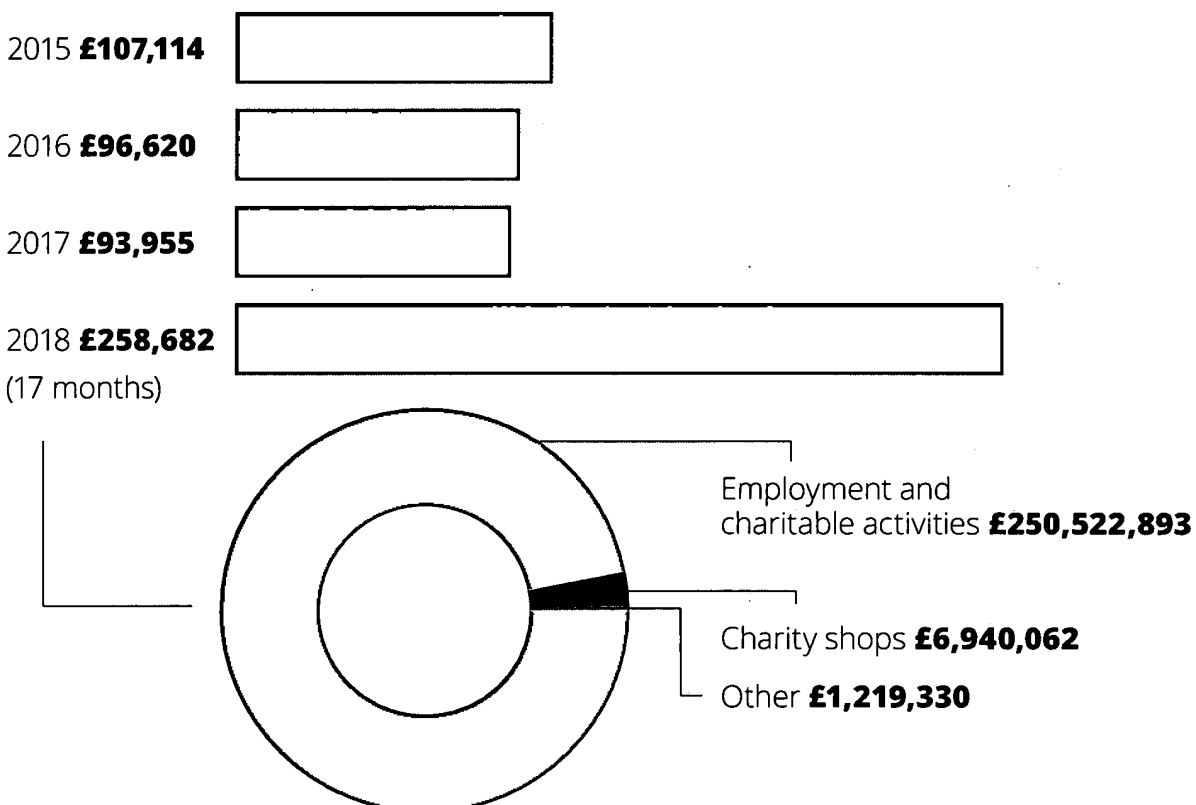 2015 £107,114
2016 £96,620
2017 £93,955
2018 £258,682
(17 months)
Employment and
charitable activities £250,522,893
Charity shops £6,940,062
Other £1,219,330